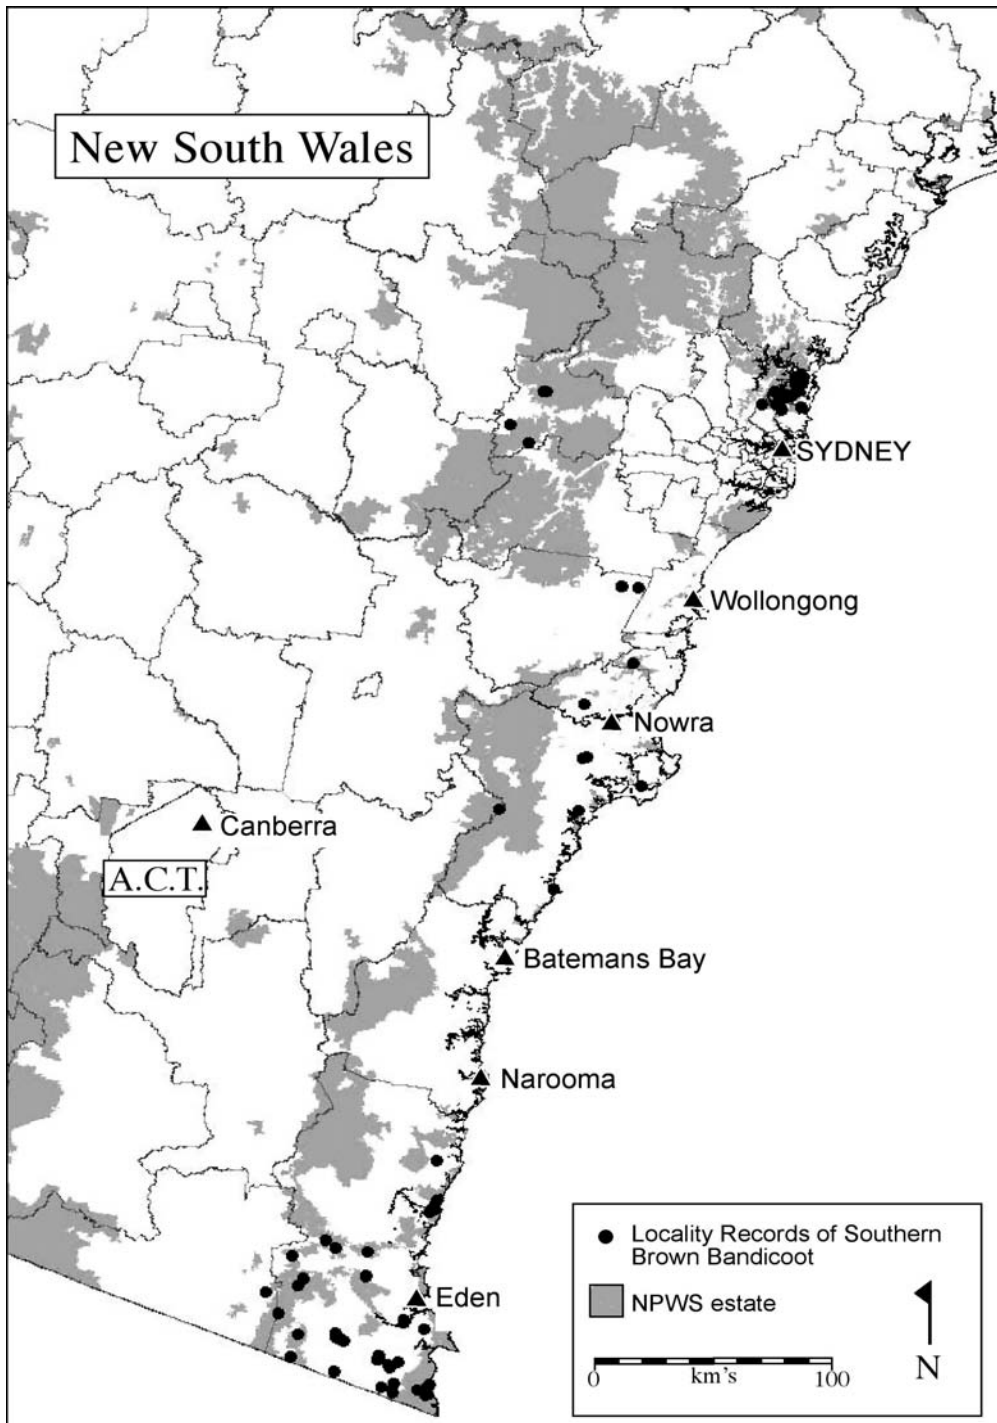 New South Wales
SYDNEY
Wollongong
Nowra
Canberra
A.C.T.
Batemans Bay
Narooma
Eden
Locality Records of Southern
Brown Bandicoot
NPWS estate
km's
0 100
N